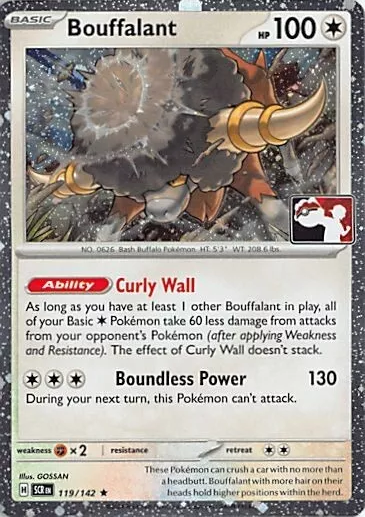 BASIC
Bouffalant
HP 100
NO. 0626 Bash Buffalo Pokémon HT: 5'3" WT: 208.6 lbs.
Ability Curly Wall
As long as you have at least 1 other Bouffalant in play, all
of your Basic Pokémon take 60 less damage from attacks
from your opponent's Pokémon (after applying Weakness
and Resistance). The effect of Curly Wall doesn't stack.
Boundless Power 130
During your next turn, this Pokémon can't attack.
weakness ×2 resistance retreat
Illus. GOSSAN
H SCR EN 119/142 ★
These Pokémon can crush a car with no more than
a headbutt. Bouffalant with more hair on their
heads hold higher positions within the herd.